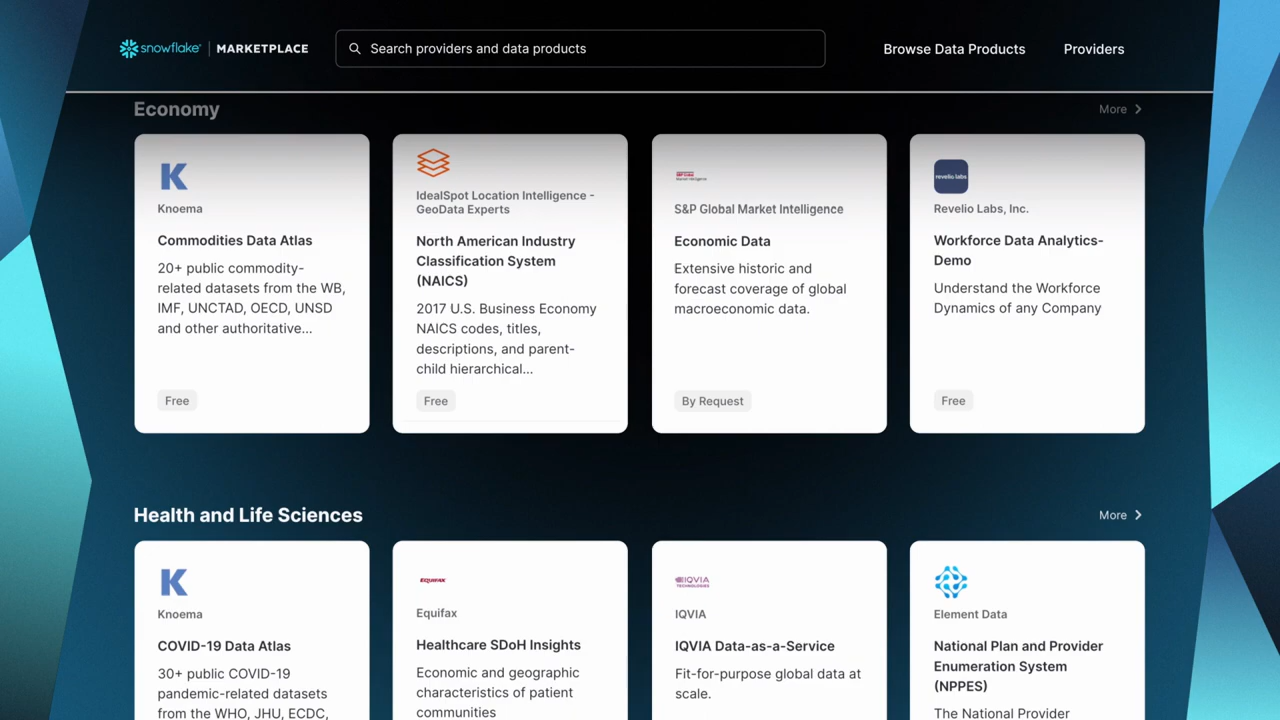 snowflake MARKETPLACE
Search providers and data products
Browse Data Products
Providers
Economy
More
Knoema
Commodities Data Atlas
20+ public commodity-
related datasets from the WB,
IMF, UNCTAD, OECD, UNSD
and other authoritative...
Free
IdealSpot Location Intelligence -
GeoData Experts
North American Industry
Classification System
(NAICS)
2017 U.S. Business Economy
NAICS codes, titles,
descriptions, and parent-
child hierarchical...
Free
S&P Global Market Intelligence
Economic Data
Extensive historic and
forecast coverage of global
macroeconomic data.
By Request
revelio labs
Revelio Labs, Inc.
Workforce Data Analytics-
Demo
Understand the Workforce
Dynamics of any Company
Free
Health and Life Sciences
More
K
Knoema
COVID-19 Data Atlas
30+ public COVID-19
pandemic-related datasets
from the WHO, JHU, ECDC,
EQUIFAX
Equifax
Healthcare SDoH Insights
Economic and geographic
characteristics of patient
communities
IQVIA
IQVIA
IQVIA Data-as-a-Service
Fit-for-purpose global data at
scale.
Element Data
National Plan and Provider
Enumeration System
(NPPES)
The National Provider